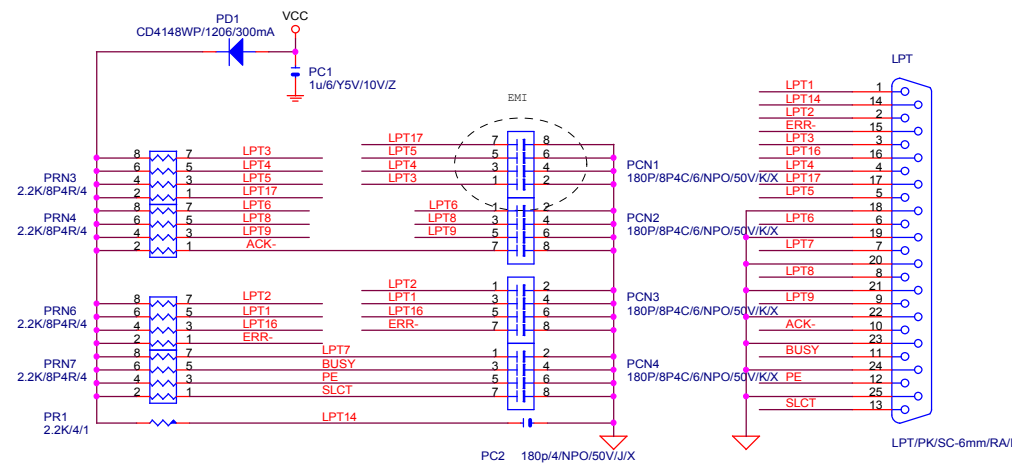 PD1
VCC
CD4148WP/1206/300mA
PC1
1u/6/Y5V/10V/Z
EMI
LPT17 7 8
8 7 LPT3 LPT5 5 6
6 5 LPT4 LPT4 3 4
4 3 LPT5 LPT3 1 2
2 1 LPT17
PRN3
2.2K/8P4R/4
PCN1
180P/8P4C/6/NPO/50V/K/X
8 7 LPT6 LPT6 1 2
6 5 LPT8 LPT8 3 4
4 3 LPT9 LPT9 5 6
2 1 ACK- 7 8
PRN4
2.2K/8P4R/4
PCN2
180P/8P4C/6/NPO/50V/K/X
LPT2 1 2
8 7 LPT2 LPT1 3 4
6 5 LPT1 LPT16 5 6
4 3 LPT16 ERR- 7 8
2 1 ERR-
PRN6
2.2K/8P4R/4
PCN3
180P/8P4C/6/NPO/50V/K/X
8 7 LPT7 1 2
6 5 BUSY 3 4
4 3 PE 5 6
2 1 SLCT 7 8
PRN7
2.2K/8P4R/4
PCN4
180P/8P4C/6/NPO/50V/K/X
PR1
2.2K/4/1
LPT14
PC2 180p/4/NPO/50V/J/X
LPT
LPT1 1
LPT14 14
LPT2 2
ERR- 15
LPT3 3
LPT16 16
LPT4 4
LPT17 17
LPT5 5
18
LPT6 6
19
LPT7 7
20
LPT8 8
21
LPT9 9
22
ACK- 10
23
BUSY 11
24
PE 12
25
SLCT 13
LPT/PK/SC-6mm/RA/